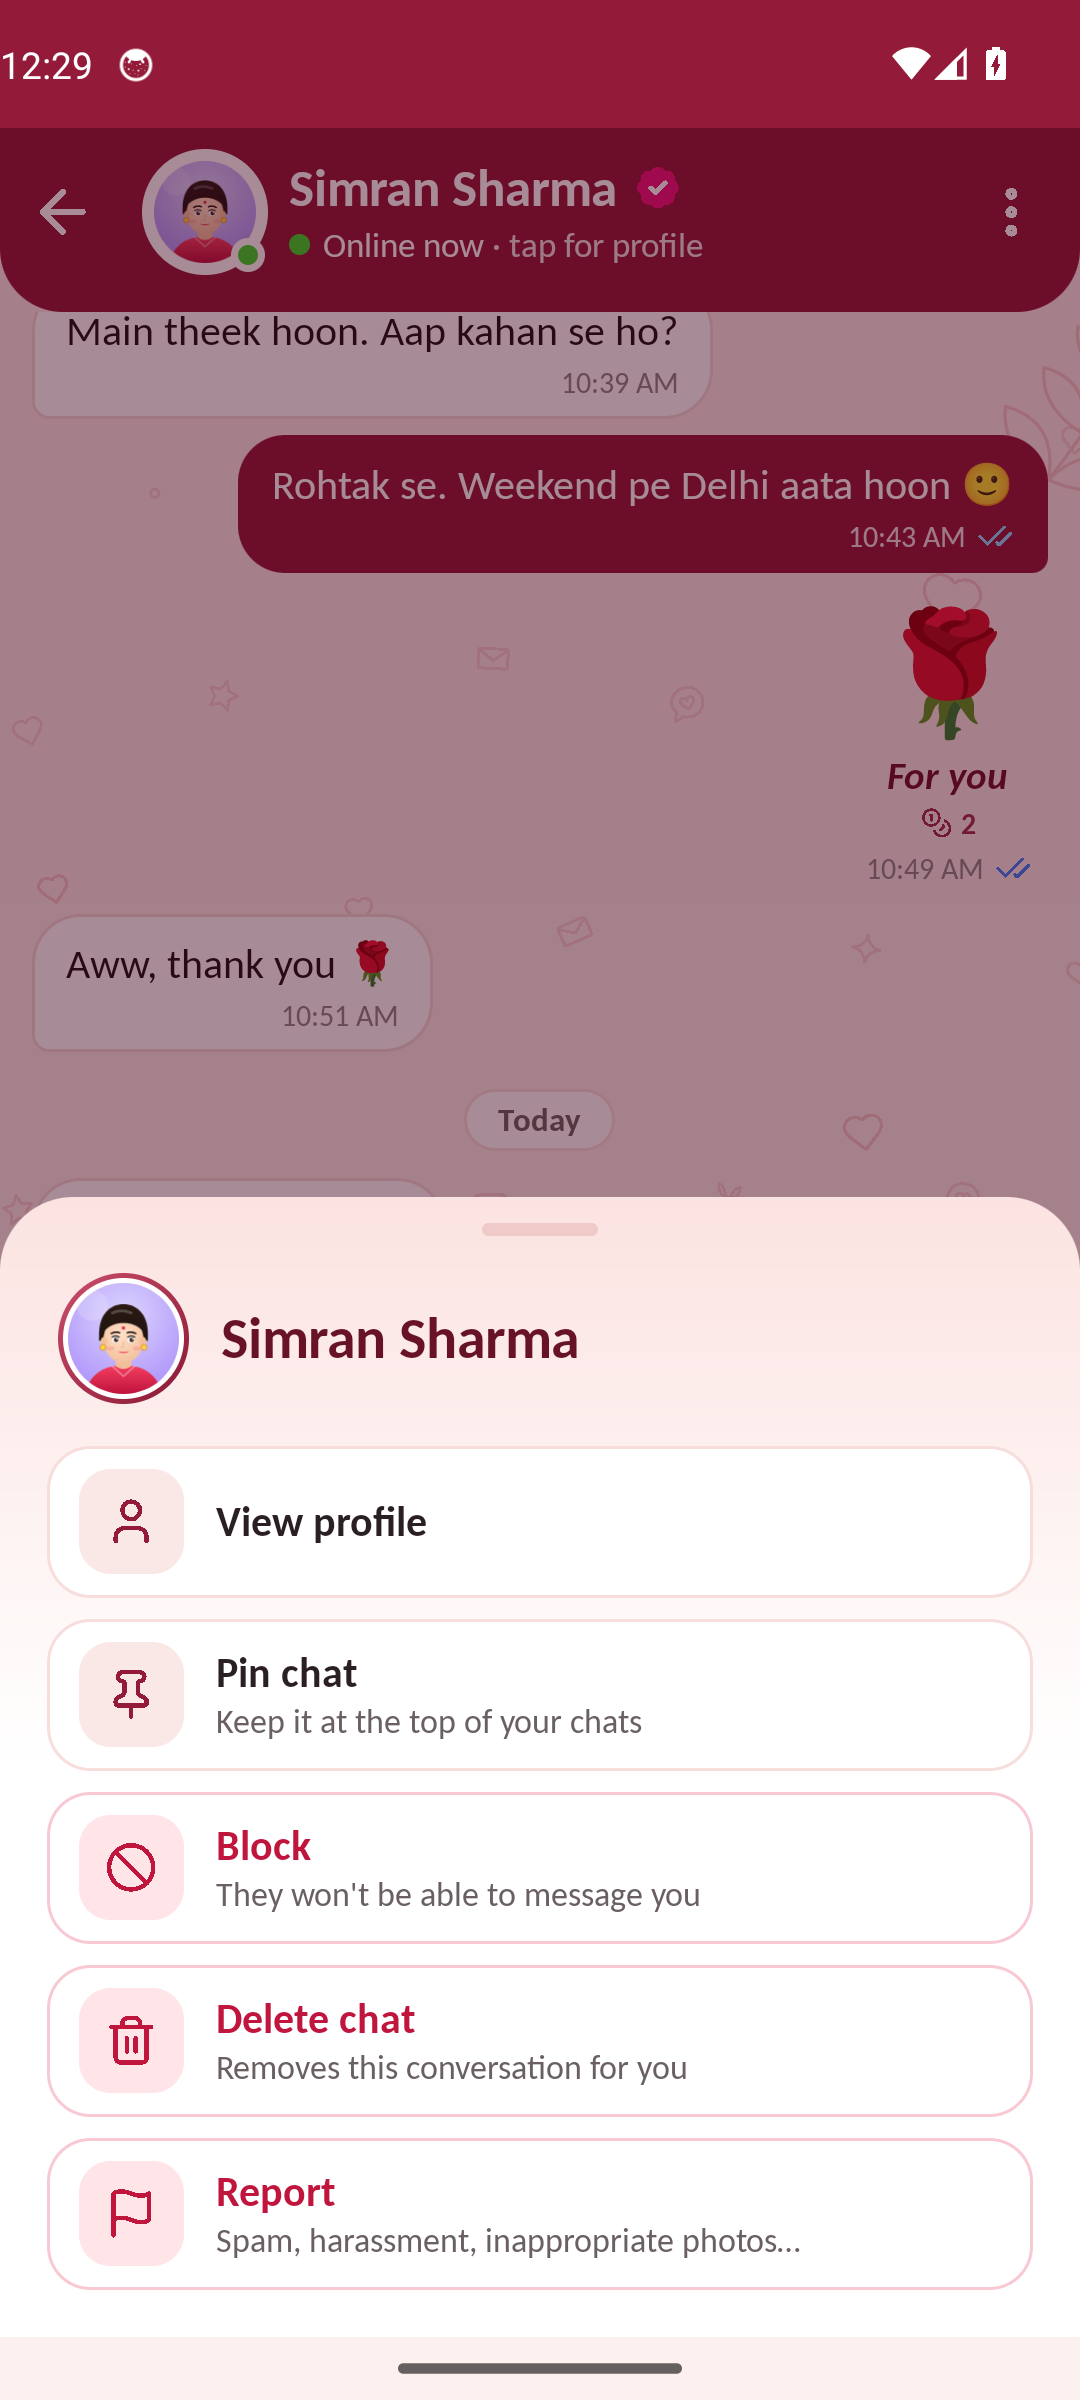 12:29
Simran Sharma
Online now · tap for profile
Main theek hoon. Aap kahan se ho?
10:39 AM
Rohtak se. Weekend pe Delhi aata hoon 🙂
10:43 AM
For you
2
10:49 AM
Aww, thank you 🌹
10:51 AM
Today
Simran Sharma
View profile
Pin chat
Keep it at the top of your chats
Block
They won't be able to message you
Delete chat
Removes this conversation for you
Report
Spam, harassment, inappropriate photos...